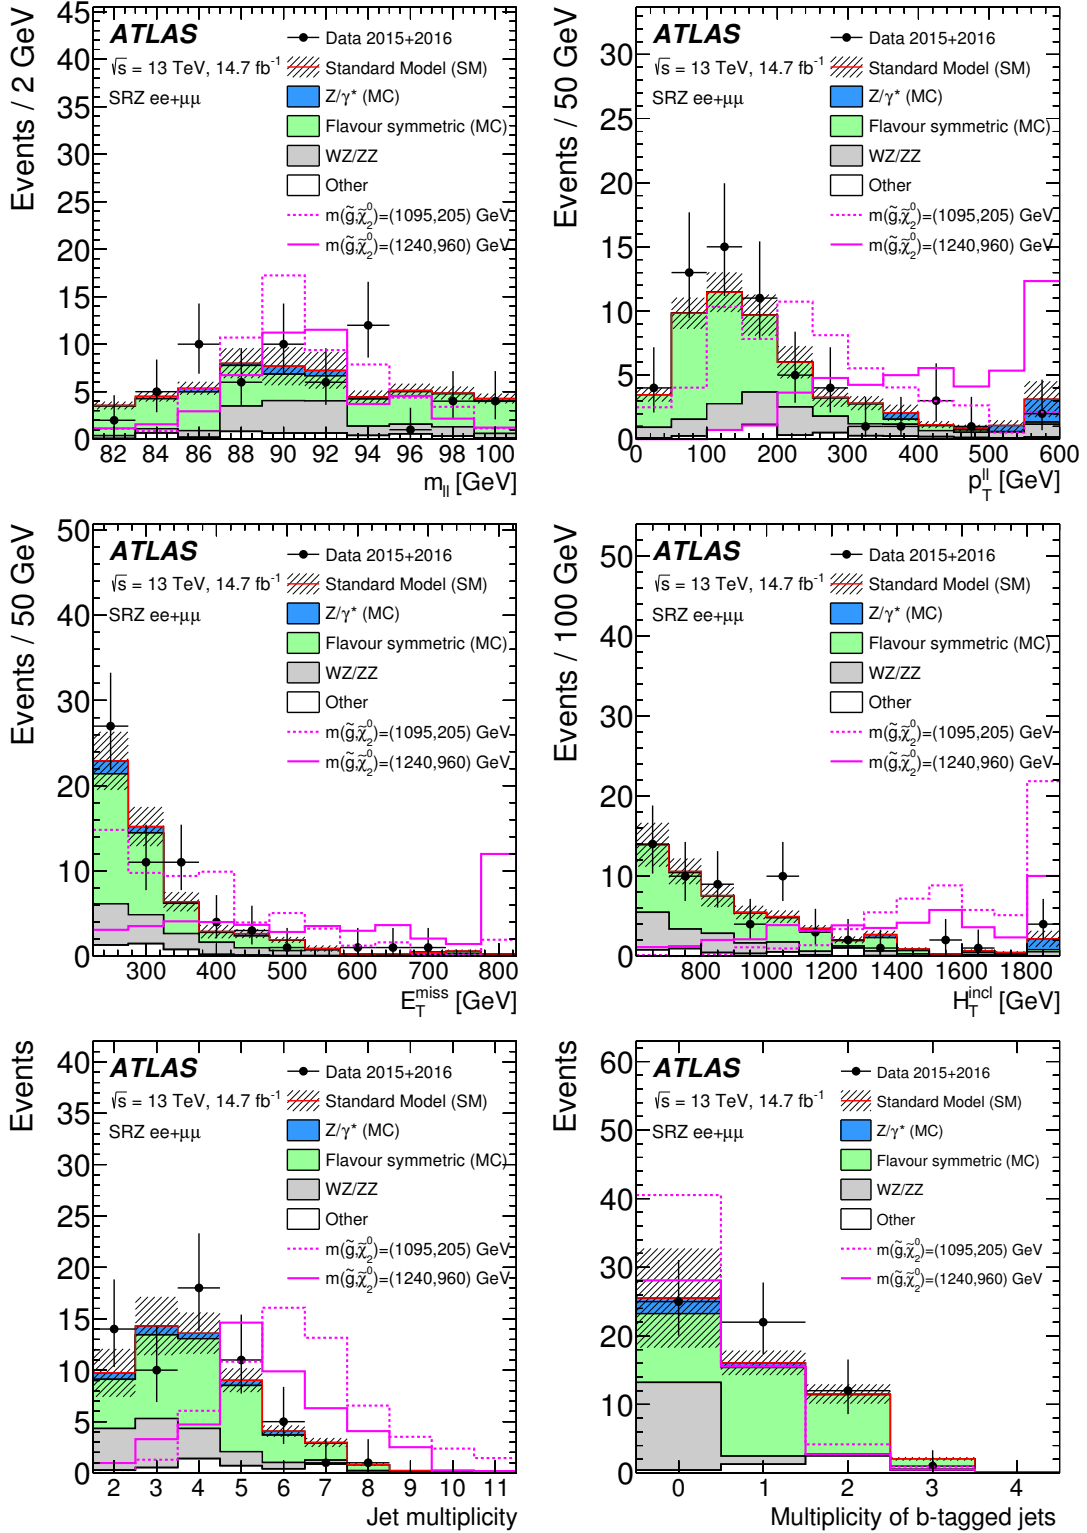 Events / 2 GeV
45
40
35
30
25
20
15
10
5
0
ATLAS
√s = 13 TeV, 14.7 fb⁻¹
SRZ ee+μμ
Data 2015+2016
Standard Model (SM)
Z/γ* (MC)
Flavour symmetric (MC)
WZ/ZZ
Other
m(g̃,χ̃⁰₂)=(1095,205) GeV
m(g̃,χ̃⁰₂)=(1240,960) GeV
82 84 86 88 90 92 94 96 98 100
m_ll [GeV]
Events / 50 GeV
30
25
20
15
10
5
0
ATLAS
√s = 13 TeV, 14.7 fb⁻¹
SRZ ee+μμ
Data 2015+2016
Standard Model (SM)
Z/γ* (MC)
Flavour symmetric (MC)
WZ/ZZ
Other
m(g̃,χ̃⁰₂)=(1095,205) GeV
m(g̃,χ̃⁰₂)=(1240,960) GeV
0 100 200 300 400 500 600
p_T^ll [GeV]
Events / 50 GeV
50
40
30
20
10
0
ATLAS
√s = 13 TeV, 14.7 fb⁻¹
SRZ ee+μμ
Data 2015+2016
Standard Model (SM)
Z/γ* (MC)
Flavour symmetric (MC)
WZ/ZZ
Other
m(g̃,χ̃⁰₂)=(1095,205) GeV
m(g̃,χ̃⁰₂)=(1240,960) GeV
300 400 500 600 700 800
E_T^miss [GeV]
Events / 100 GeV
50
40
30
20
10
0
ATLAS
√s = 13 TeV, 14.7 fb⁻¹
SRZ ee+μμ
Data 2015+2016
Standard Model (SM)
Z/γ* (MC)
Flavour symmetric (MC)
WZ/ZZ
Other
m(g̃,χ̃⁰₂)=(1095,205) GeV
m(g̃,χ̃⁰₂)=(1240,960) GeV
800 1000 1200 1400 1600 1800
H_T^incl [GeV]
Events
40
35
30
25
20
15
10
5
0
ATLAS
√s = 13 TeV, 14.7 fb⁻¹
SRZ ee+μμ
Data 2015+2016
Standard Model (SM)
Z/γ* (MC)
Flavour symmetric (MC)
WZ/ZZ
Other
m(g̃,χ̃⁰₂)=(1095,205) GeV
m(g̃,χ̃⁰₂)=(1240,960) GeV
2 3 4 5 6 7 8 9 10 11
Jet multiplicity
Events
60
50
40
30
20
10
0
ATLAS
√s = 13 TeV, 14.7 fb⁻¹
SRZ ee+μμ
Data 2015+2016
Standard Model (SM)
Z/γ* (MC)
Flavour symmetric (MC)
WZ/ZZ
Other
m(g̃,χ̃⁰₂)=(1095,205) GeV
m(g̃,χ̃⁰₂)=(1240,960) GeV
0 1 2 3 4
Multiplicity of b-tagged jets